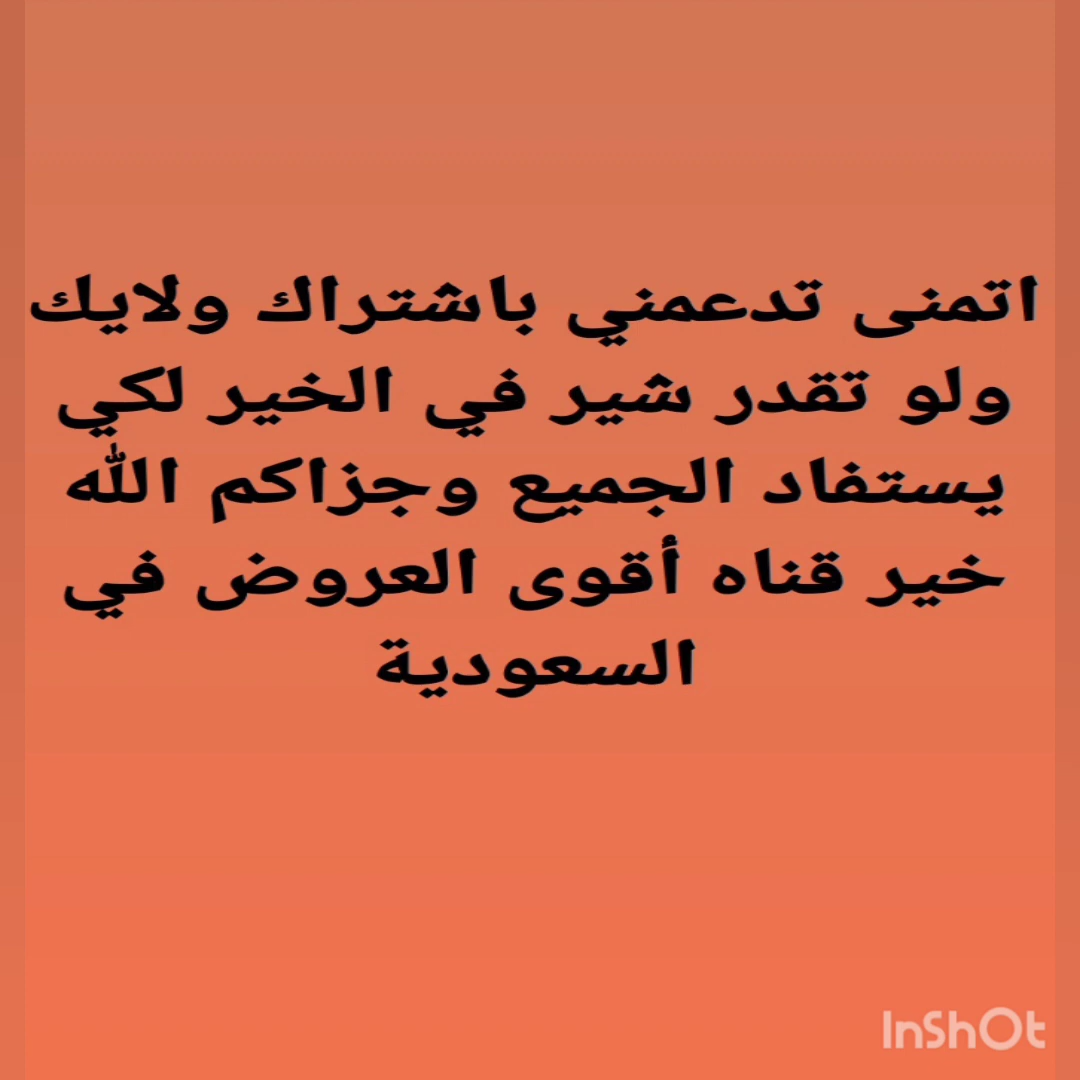 اتمنى تدعمني باشتراك ولايك
ولو تقدر شير في الخير لكي
يستفاد الجميع وجزاكم الله
خير قناه أقوى العروض في
السعودية
InShOt